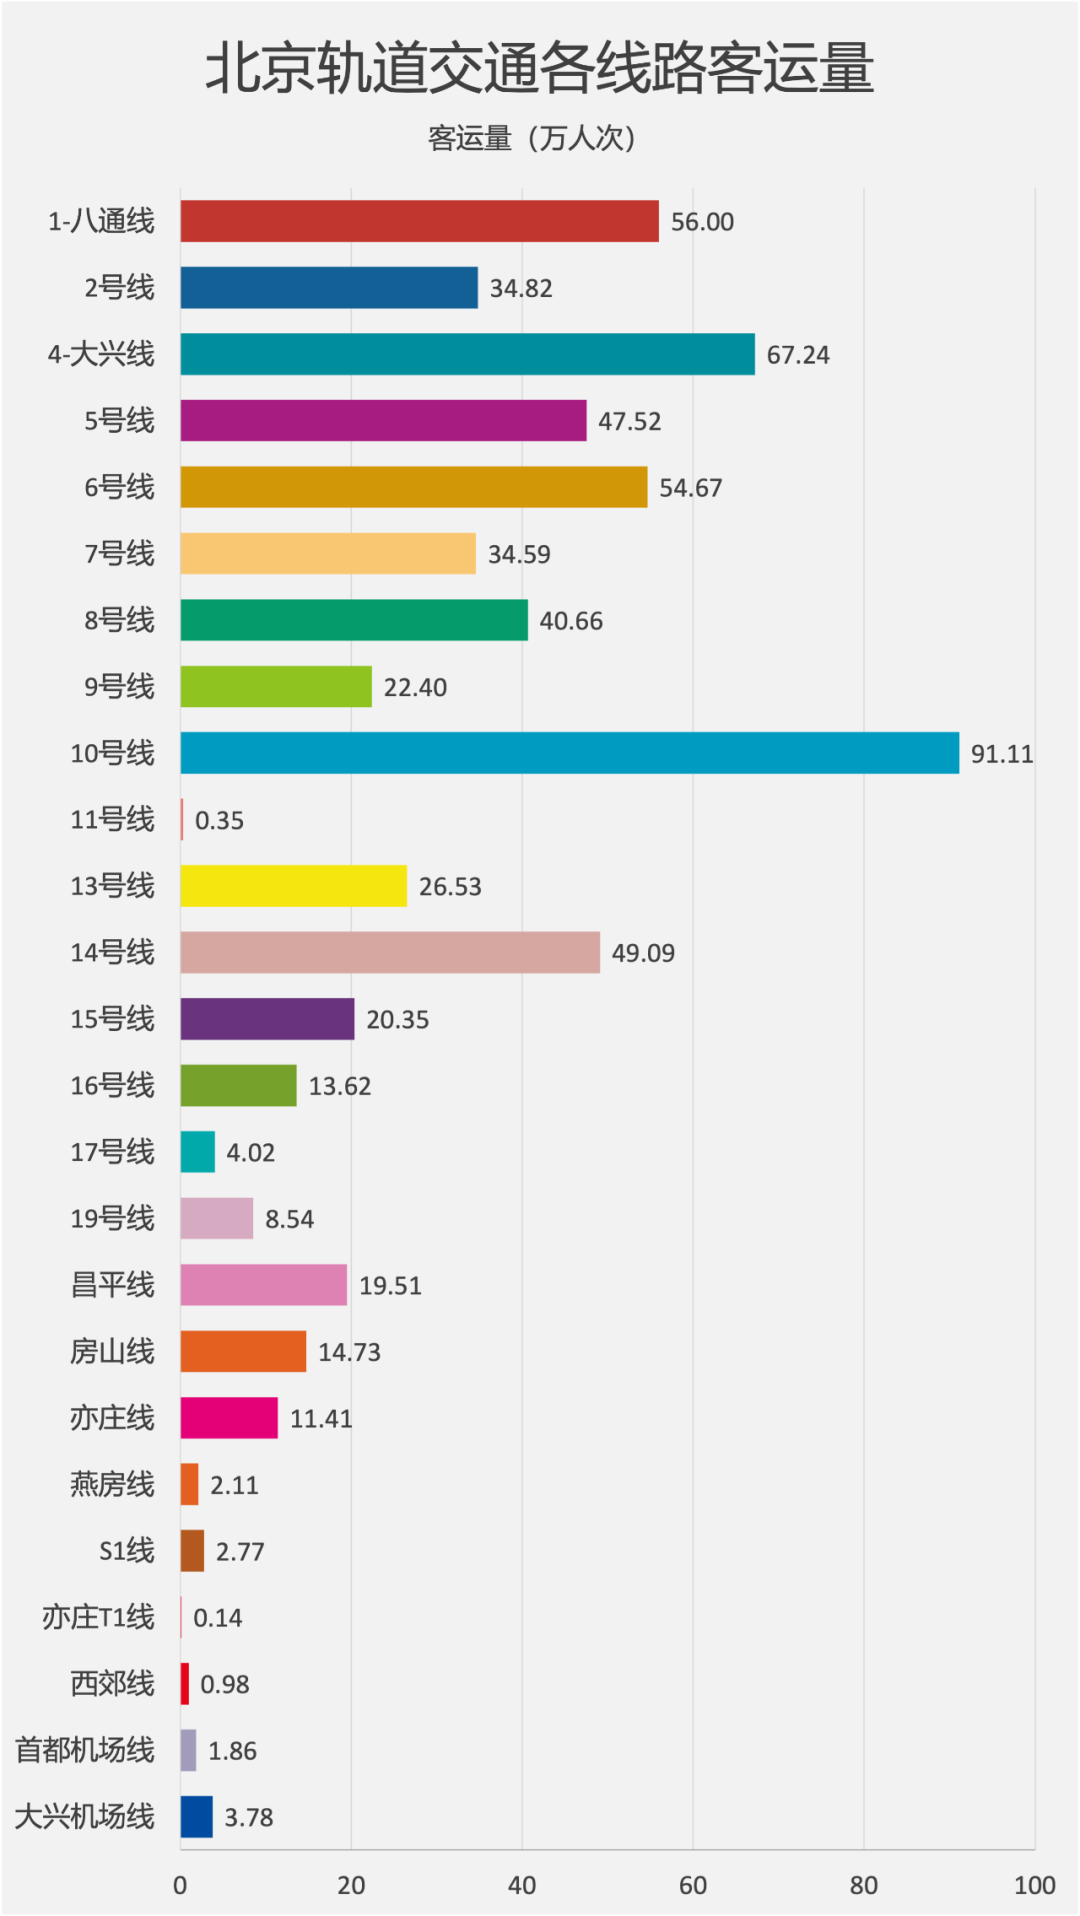 北京轨道交通各线路客运量
客运量（万人次）
1-八通线 56.00
2号线 34.82
4-大兴线 67.24
5号线 47.52
6号线 54.67
7号线 34.59
8号线 40.66
9号线 22.40
10号线 91.11
11号线 0.35
13号线 26.53
14号线 49.09
15号线 20.35
16号线 13.62
17号线 4.02
19号线 8.54
昌平线 19.51
房山线 14.73
亦庄线 11.41
燕房线 2.11
S1线 2.77
亦庄T1线 0.14
西郊线 0.98
首都机场线 1.86
大兴机场线 3.78
0 20 40 60 80 100